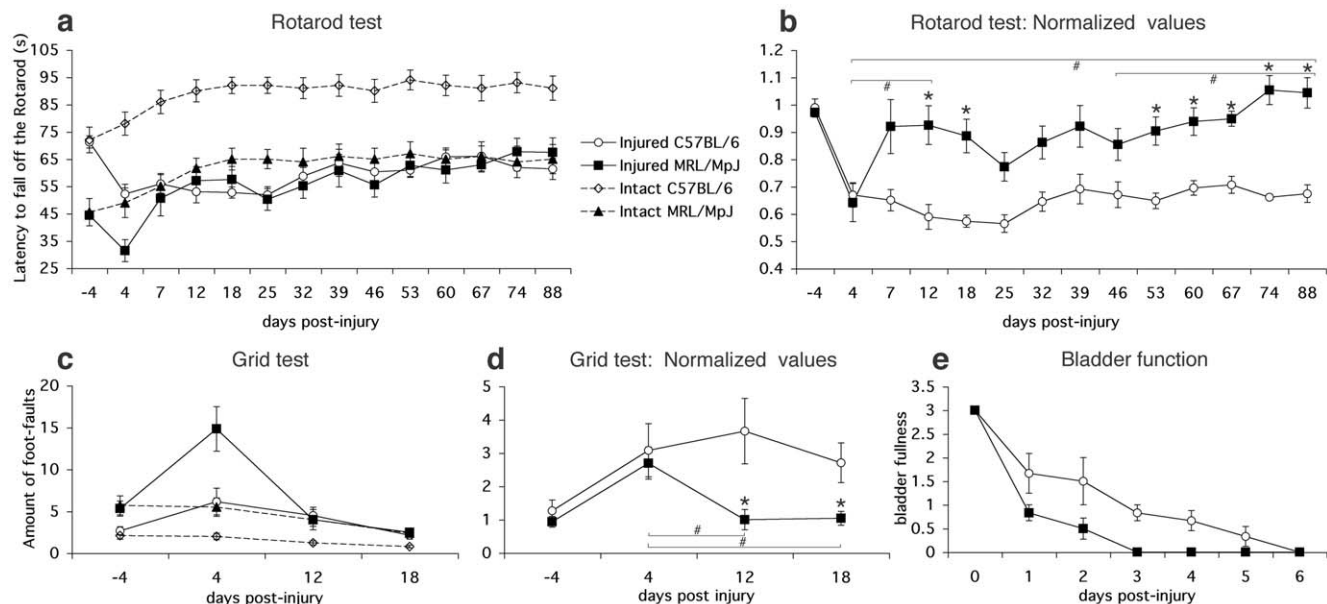 a
Rotarod test
Latency to fall off the Rotarod (s)
105
95
85
75
65
55
45
35
25
-4 4 7 12 18 25 32 39 46 53 60 67 74 88
days post-injury
Injured C57BL/6
Injured MRL/MpJ
Intact C57BL/6
Intact MRL/MpJ
b
Rotarod test: Normalized values
1.2
1.1
1
0.9
0.8
0.7
0.6
0.5
0.4
#
# #
* * * * * * *
-4 4 7 12 18 25 32 39 46 53 60 67 74 88
days post-injury
c
Grid test
Amount of foot-faults
20
15
10
5
0
-4 4 12 18
days post-injury
d
Grid test: Normalized values
5
4
3
2
1
0
* *
#
#
-4 4 12 18
days post injury
e
Bladder function
bladder fullness
3.5
3
2.5
2
1.5
1
0.5
0
0 1 2 3 4 5 6
days post-injury